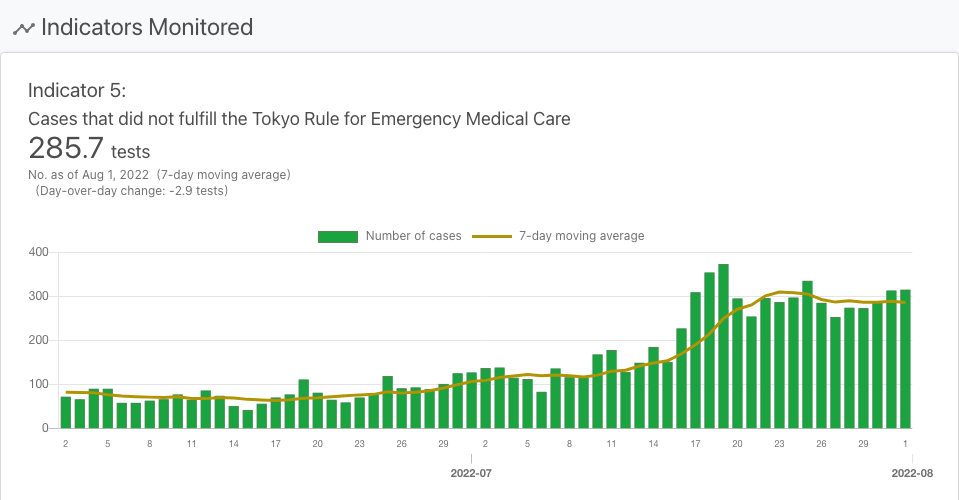 Indicators Monitored
Indicator 5:
Cases that did not fulfill the Tokyo Rule for Emergency Medical Care
285.7 tests
No. as of Aug 1, 2022 (7-day moving average)
(Day-over-day change: -2.9 tests)
Number of cases 7-day moving average
400
300
200
100
0
2 5 8 11 14 17 20 23 26 29 2 5 8 11 14 17 20 23 26 29 1
2022-07 2022-08